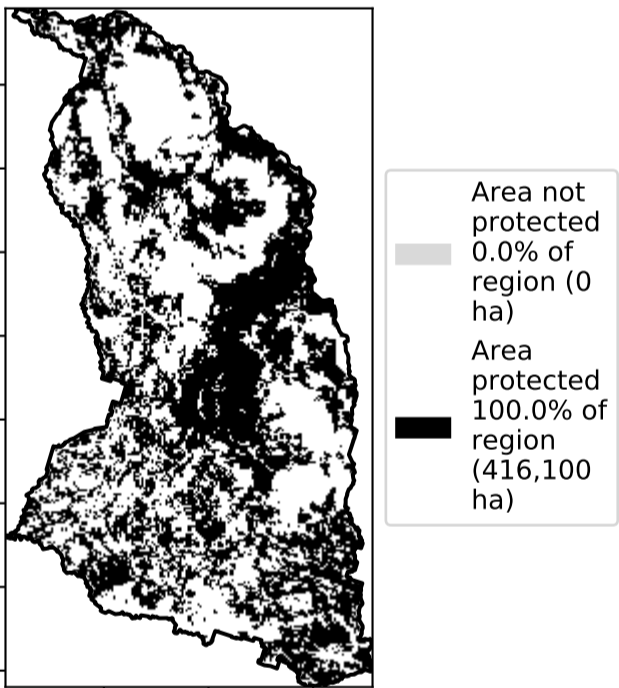 Area not
protected
0.0% of
region (0
ha)
Area
protected
100.0% of
region
(416,100
ha)